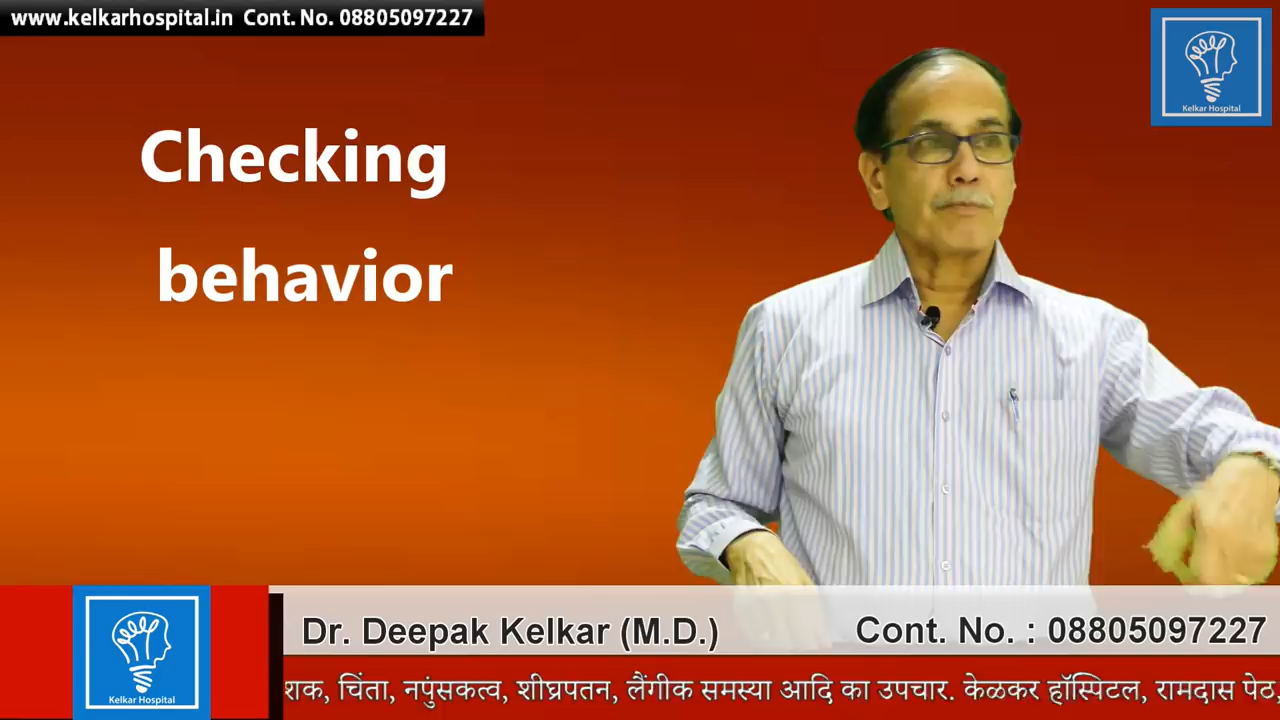 www.kelkarhospital.in Cont. No. 08805097227
Kelkar Hospital
Checking
behavior
Dr. Deepak Kelkar (M.D.)
Cont. No. : 08805097227
Kelkar Hospital
चिंता, नपुंसकत्व, शीघ्रपतन, लैंगीक समस्या आदि का उपचार. केळकर हॉस्पिटल, रामदास पेठ,